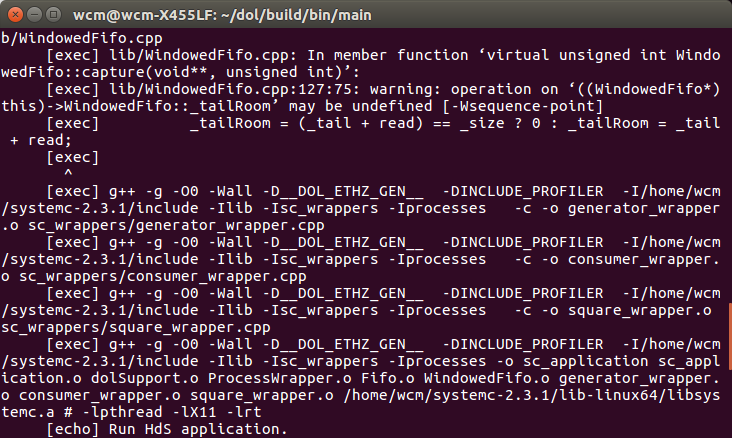 wcm@wcm-X455LF: ~/dol/build/bin/main
b/WindowedFifo.cpp
[exec] lib/WindowedFifo.cpp: In member function ‘virtual unsigned int Windo
wedFifo::capture(void**, unsigned int)’:
[exec] lib/WindowedFifo.cpp:127:75: warning: operation on ‘((WindowedFifo*)
this)->WindowedFifo::_tailRoom’ may be undefined [-Wsequence-point]
[exec]          _tailRoom = (_tail + read) == _size ? 0 : _tailRoom = _tail
 + read;
[exec]
^
[exec] g++ -g -O0 -Wall -D__DOL_ETHZ_GEN__  -DINCLUDE_PROFILER  -I/home/wcm
/systemc-2.3.1/include -Ilib -Isc_wrappers -Iprocesses   -c -o generator_wrapper
.o sc_wrappers/generator_wrapper.cpp
[exec] g++ -g -O0 -Wall -D__DOL_ETHZ_GEN__  -DINCLUDE_PROFILER  -I/home/wcm
/systemc-2.3.1/include -Ilib -Isc_wrappers -Iprocesses   -c -o consumer_wrapper.
o sc_wrappers/consumer_wrapper.cpp
[exec] g++ -g -O0 -Wall -D__DOL_ETHZ_GEN__  -DINCLUDE_PROFILER  -I/home/wcm
/systemc-2.3.1/include -Ilib -Isc_wrappers -Iprocesses   -c -o square_wrapper.o
sc_wrappers/square_wrapper.cpp
[exec] g++ -g -O0 -Wall -D__DOL_ETHZ_GEN__  -DINCLUDE_PROFILER  -I/home/wcm
/systemc-2.3.1/include -Ilib -Isc_wrappers -Iprocesses -o sc_application sc_appl
ication.o dolSupport.o ProcessWrapper.o Fifo.o WindowedFifo.o generator_wrapper.
o consumer_wrapper.o square_wrapper.o /home/wcm/systemc-2.3.1/lib-linux64/libsys
temc.a # -lpthread -lX11 -lrt
[echo] Run HdS application.